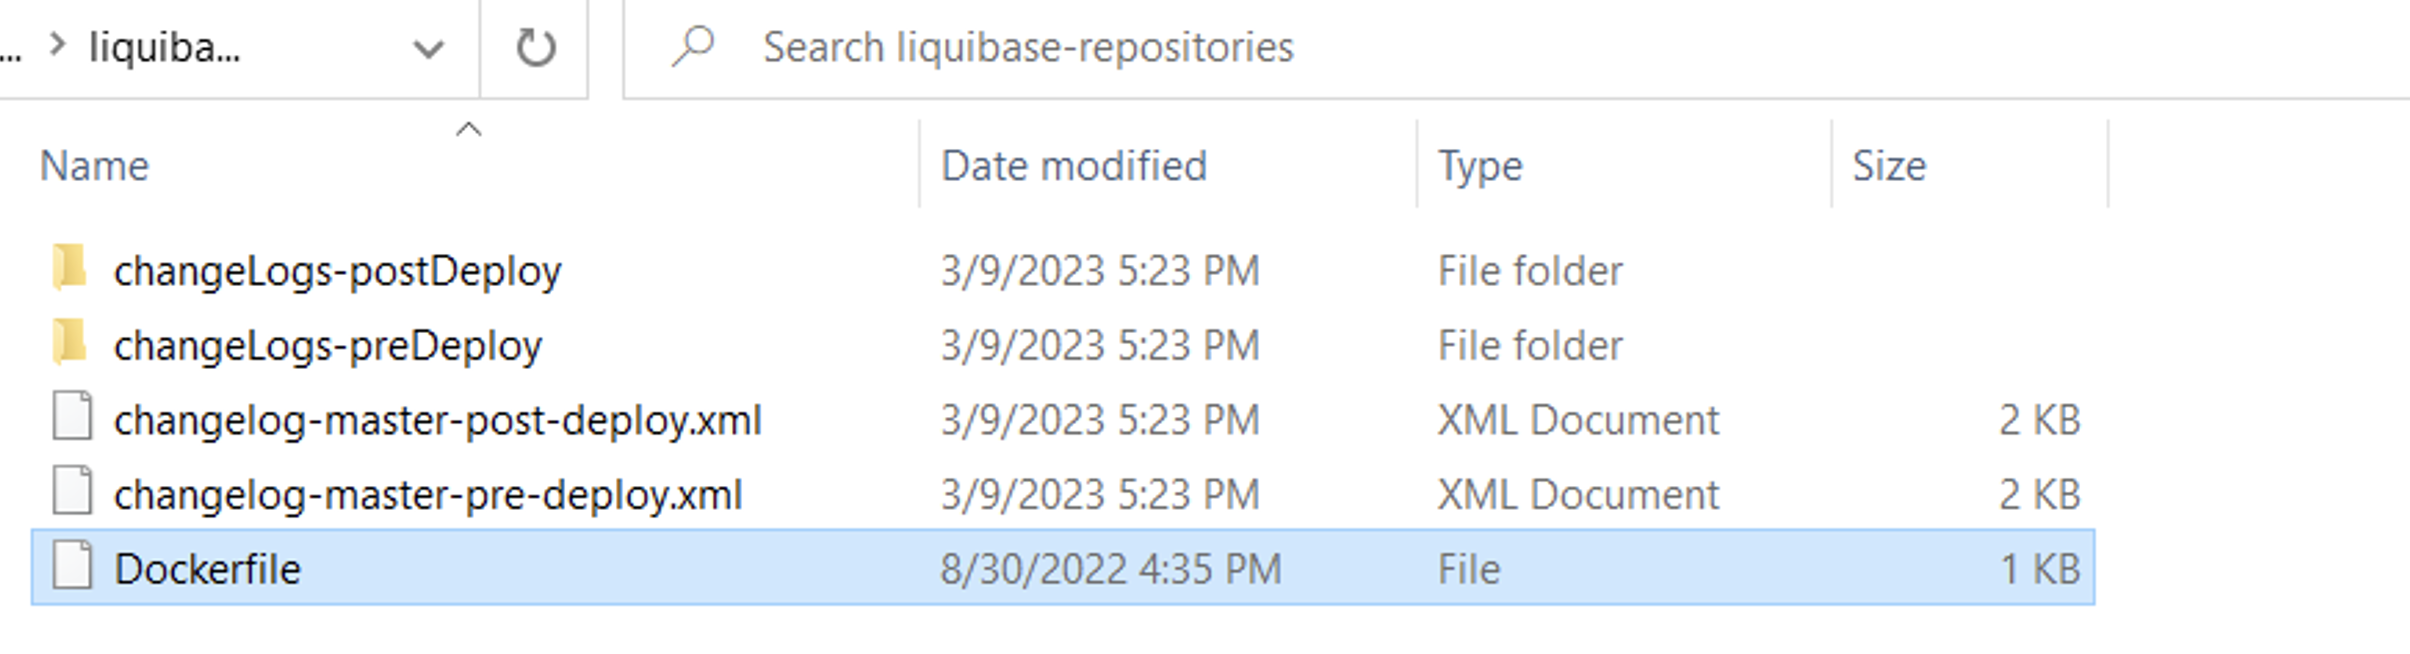 ... > liquiba... Search liquibase-repositories
Name Date modified Type Size
changeLogs-postDeploy 3/9/2023 5:23 PM File folder
changeLogs-preDeploy 3/9/2023 5:23 PM File folder
changelog-master-post-deploy.xml 3/9/2023 5:23 PM XML Document 2 KB
changelog-master-pre-deploy.xml 3/9/2023 5:23 PM XML Document 2 KB
Dockerfile 8/30/2022 4:35 PM File 1 KB